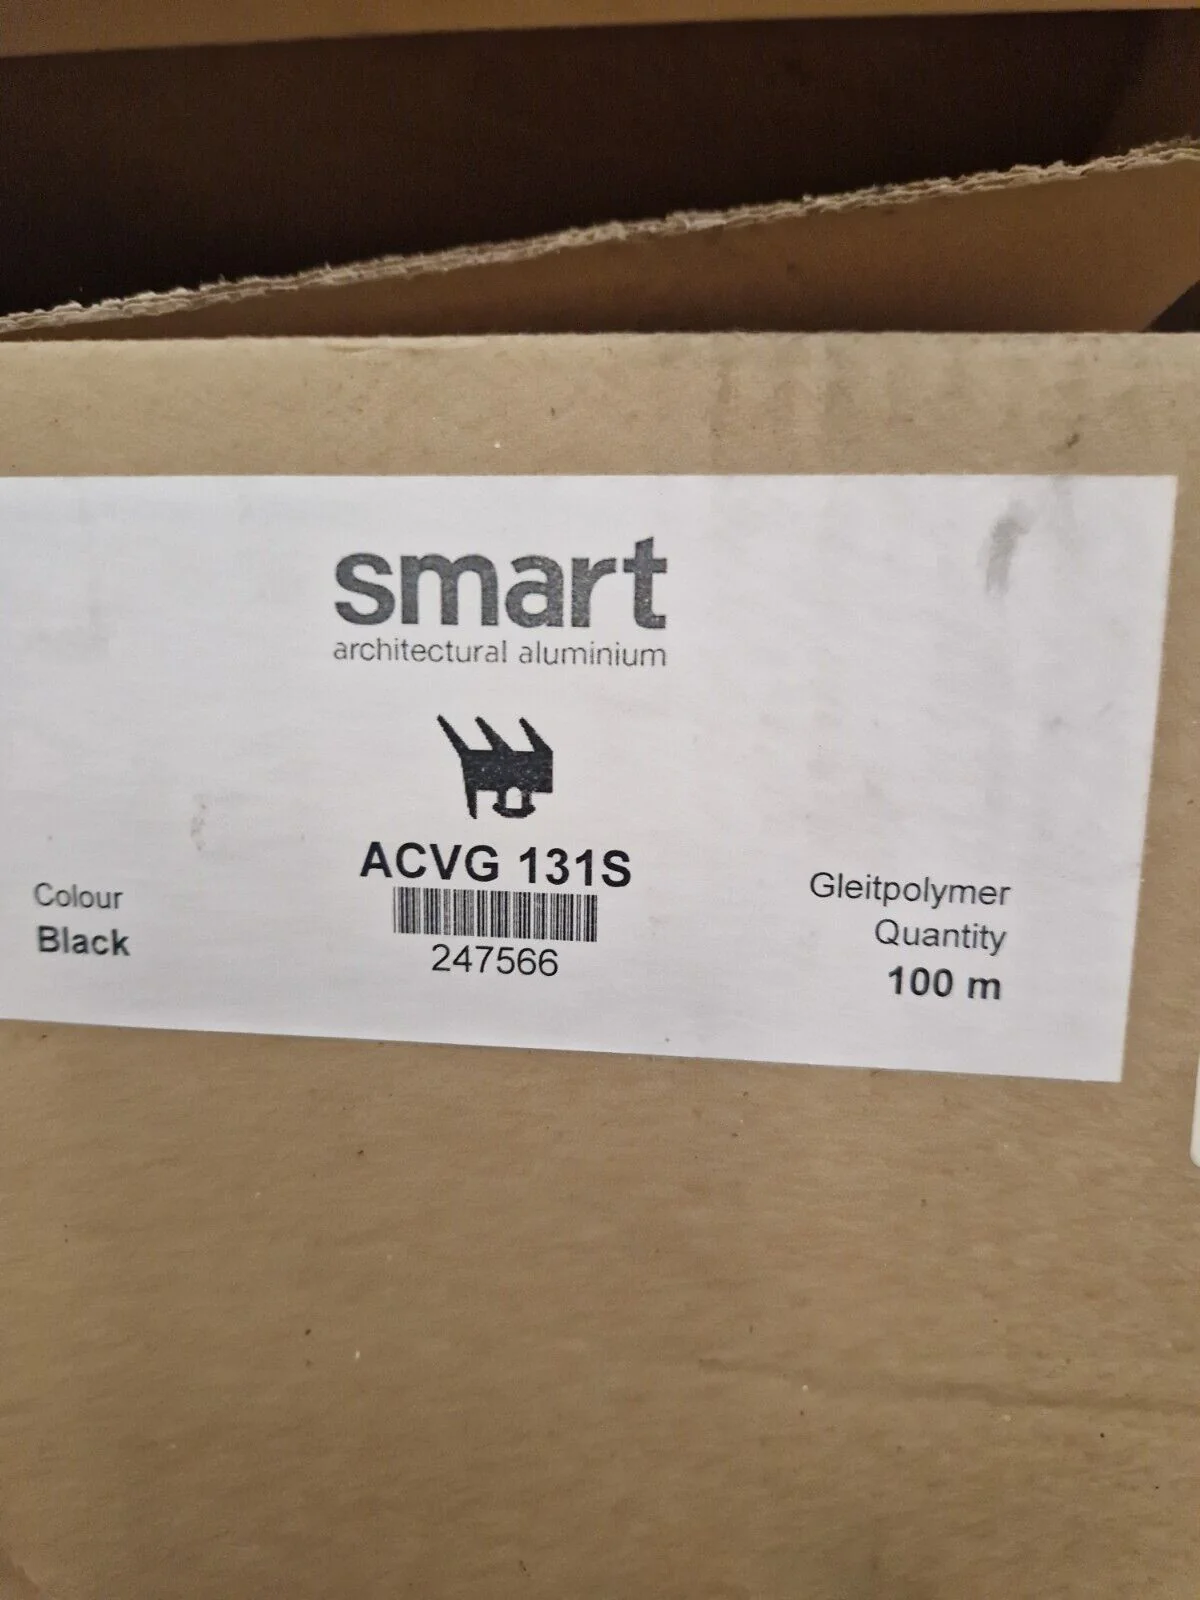 smart
architectural aluminium
ACVG 131S
247566
Colour
Black
Gleitpolymer
Quantity
100 m